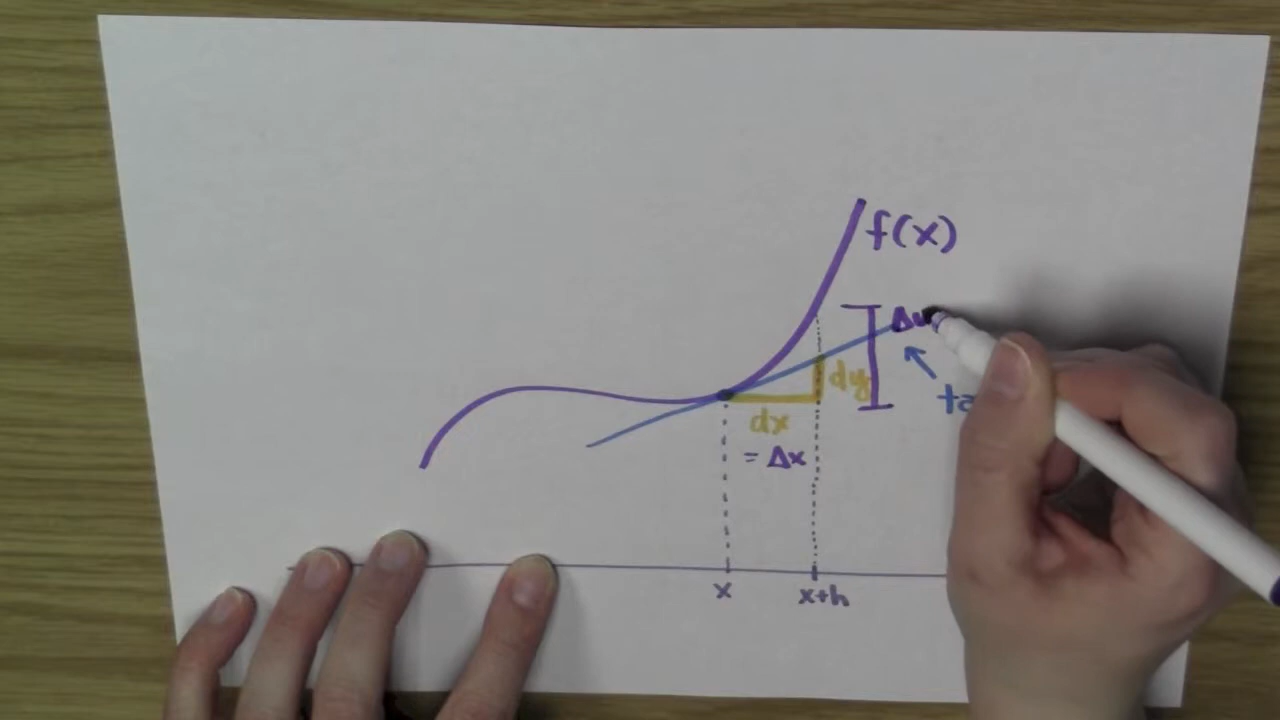 f(x)
dy
dx
= Δx
x
x+h